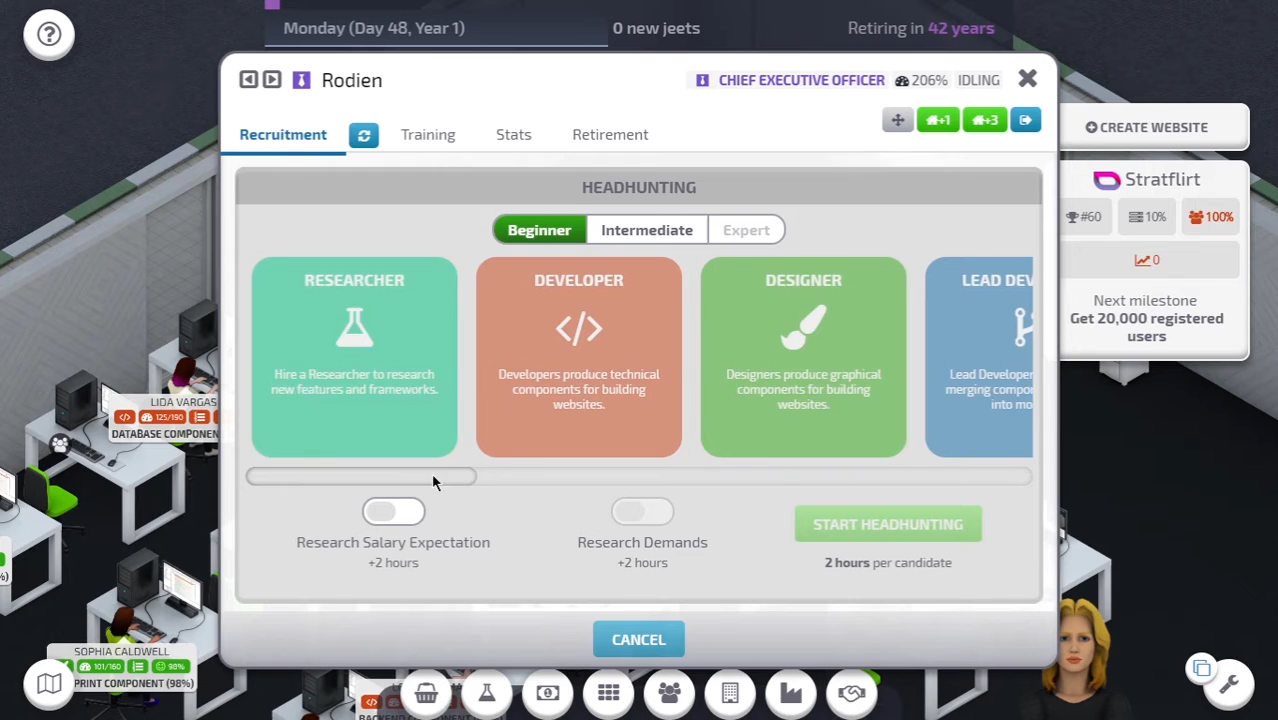 Monday (Day 48, Year 1)
0 new jeets
Retiring in 42 years
Rodien
CHIEF EXECUTIVE OFFICER
206%
IDLING
+1
+3
Recruitment
Training
Stats
Retirement
CREATE WEBSITE
HEADHUNTING
Stratflirt
#60
10%
100%
0
Next milestone
Get 20,000 registered
users
Beginner
Intermediate
Expert
RESEARCHER
Hire a Researcher to research
new features and frameworks.
DEVELOPER
Developers produce technical
components for building
websites.
DESIGNER
Designers produce graphical
components for building
websites.
LEAD DEV
Lead Developer
merging compo
into mo
LIDA VARGAS
125/190
DATABASE COMPONEN
Research Salary Expectation
+2 hours
Research Demands
+2 hours
START HEADHUNTING
2 hours per candidate
CANCEL
SOPHIA CALDWELL
101/160
98%
PRINT COMPONENT (98%)
BACKEND COMPONENT